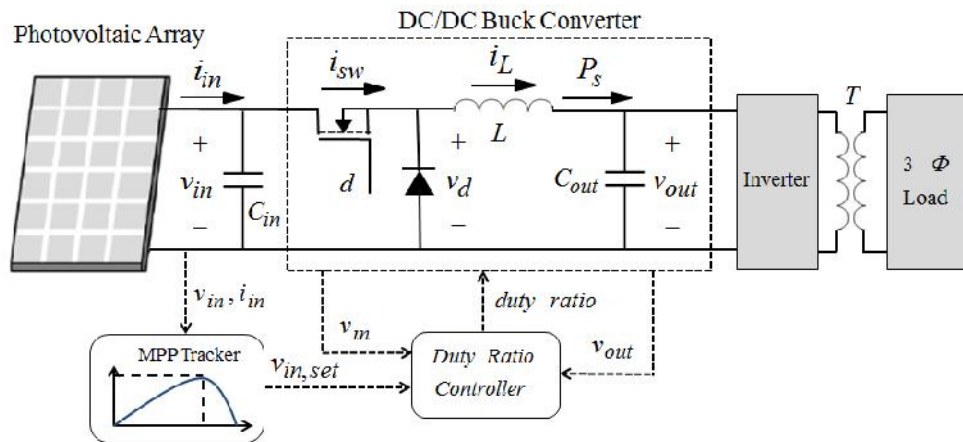 DC/DC Buck Converter
Photovoltaic Array
i_in
i_sw
i_L
P_s
T
+
v_in
−
C_in
d
+
v_d
−
L
C_out
+
v_out
−
Inverter
3 Φ
Load
v_in , i_in
v_in
duty ratio
v_out
MPP Tracker
v_in,set
Duty Ratio
Controller